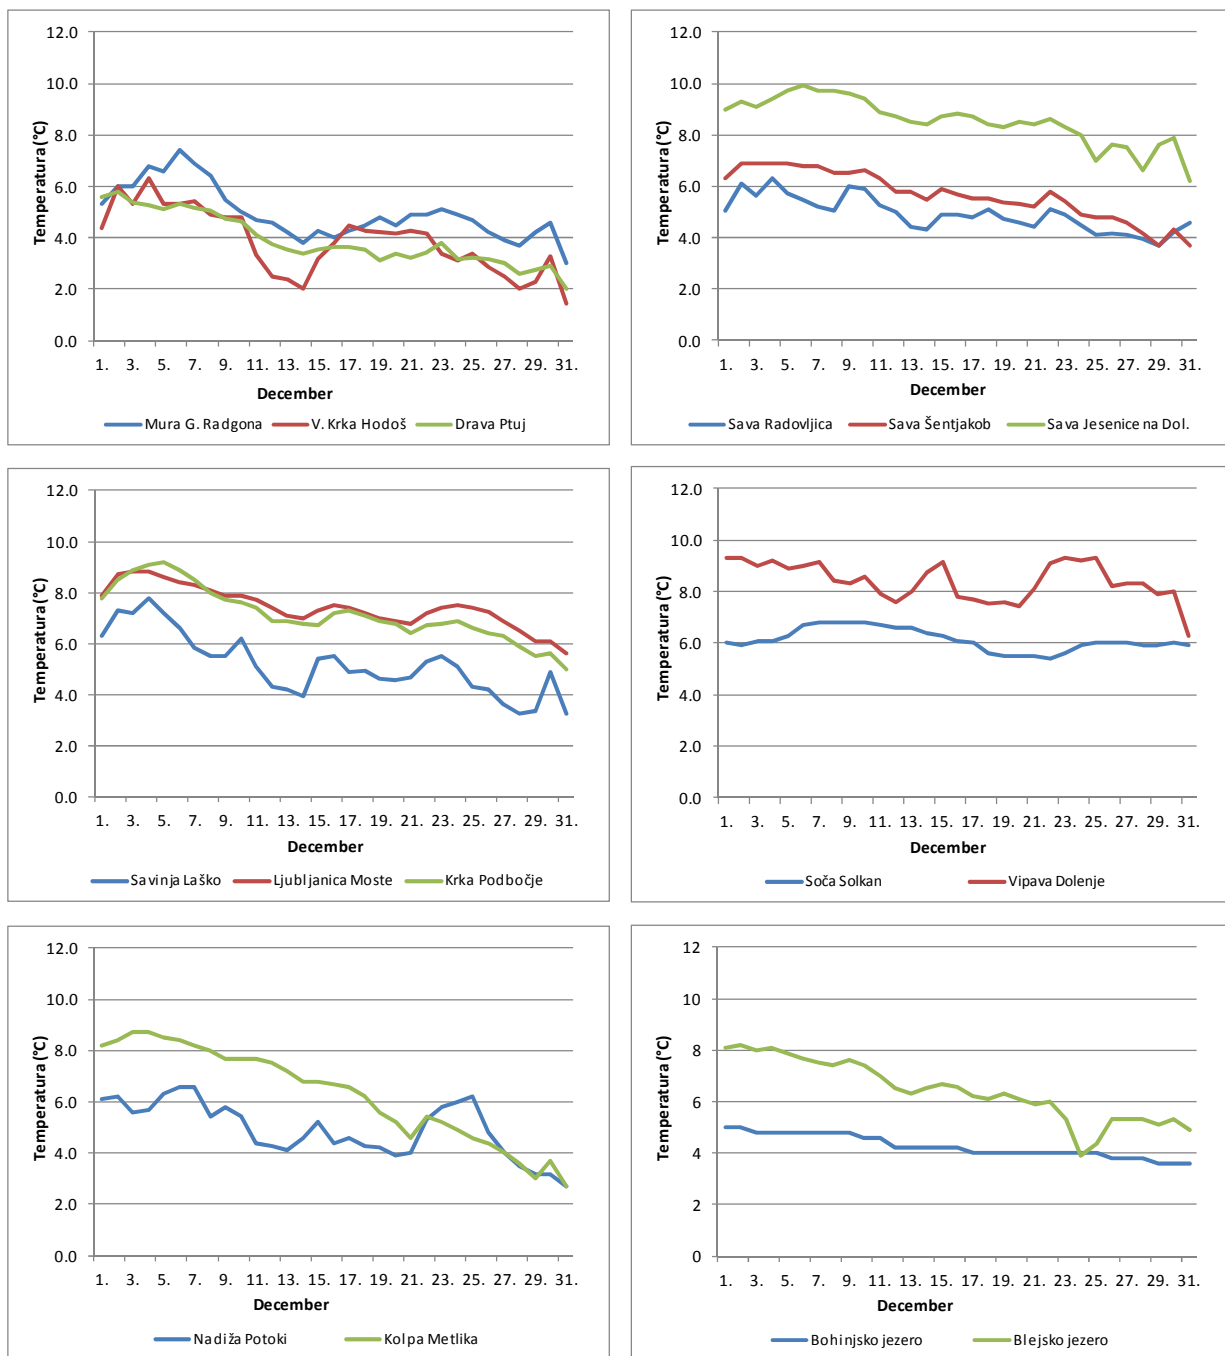 12.0
10.0
8.0
6.0
4.0
2.0
0.0
Temperatura (°C)
1. 3. 5. 7. 9. 11. 13. 15. 17. 19. 21. 23. 25. 27. 29. 31.
December
Mura G. Radgona V. Krka Hodoš Drava Ptuj
12.0
10.0
8.0
6.0
4.0
2.0
0.0
Temperatura (°C)
1. 3. 5. 7. 9. 11. 13. 15. 17. 19. 21. 23. 25. 27. 29. 31.
December
Sava Radovljica Sava Šentjakob Sava Jesenice na Dol.
12.0
10.0
8.0
6.0
4.0
2.0
0.0
Temperatura (°C)
1. 3. 5. 7. 9. 11. 13. 15. 17. 19. 21. 23. 25. 27. 29. 31.
December
Savinja Laško Ljubljanica Moste Krka Podbočje
12.0
10.0
8.0
6.0
4.0
2.0
0.0
Temperatura (°C)
1. 3. 5. 7. 9. 11. 13. 15. 17. 19. 21. 23. 25. 27. 29. 31.
December
Soča Solkan Vipava Dolenje
12.0
10.0
8.0
6.0
4.0
2.0
0.0
Temperatura (°C)
1. 3. 5. 7. 9. 11. 13. 15. 17. 19. 21. 23. 25. 27. 29. 31.
December
Nadiža Potoki Kolpa Metlika
12
10
8
6
4
2
0
Temperatura (°C)
1. 3. 5. 7. 9. 11. 13. 15. 17. 19. 21. 23. 25. 27. 29. 31.
December
Bohinjsko jezero Blejsko jezero